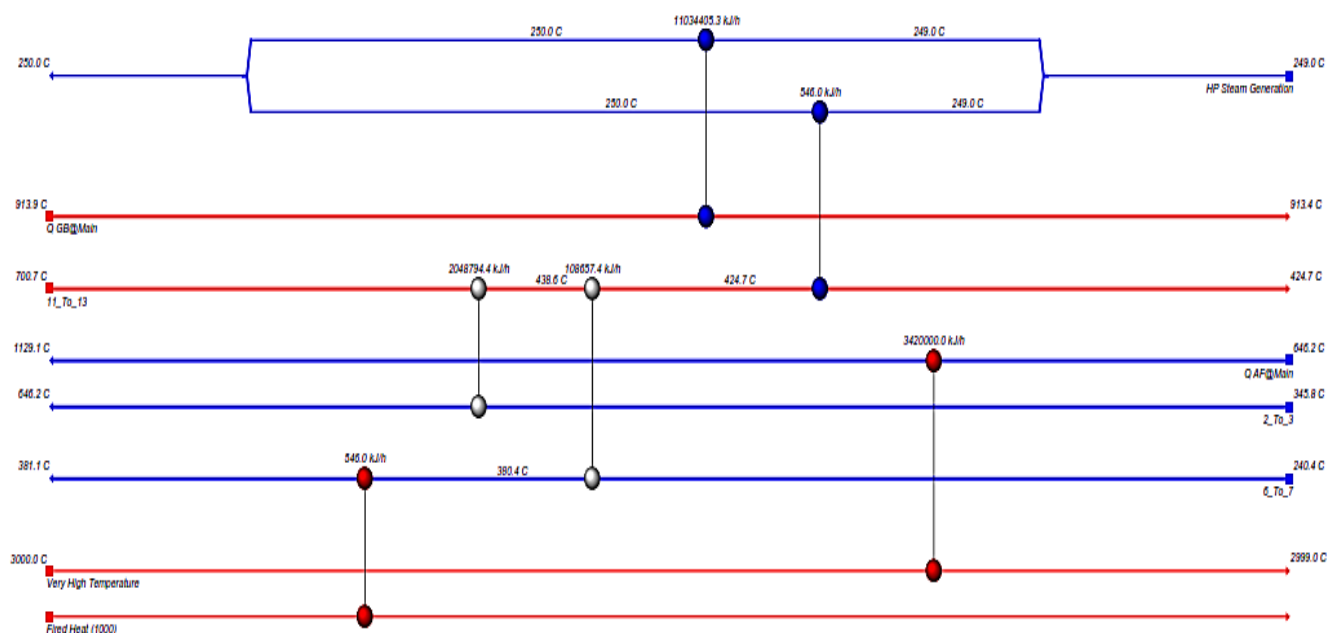 11034405.3 kJ/h
250.0 C
249.0 C
250.0 C
249.0 C
HP Steam Generation
546.0 kJ/h
250.0 C
249.0 C
913.9 C
913.4 C
Q GB@Main
700.7 C
2048794.4 kJ/h
438.6 C
108657.4 kJ/h
424.7 C
424.7 C
11_To_13
1129.1 C
3420000.0 kJ/h
646.2 C
Q AF@Main
646.2 C
345.8 C
2_To_3
381.1 C
546.0 kJ/h
380.4 C
240.4 C
6_To_7
3000.0 C
2999.0 C
Very High Temperature
Fired Heat (1000)